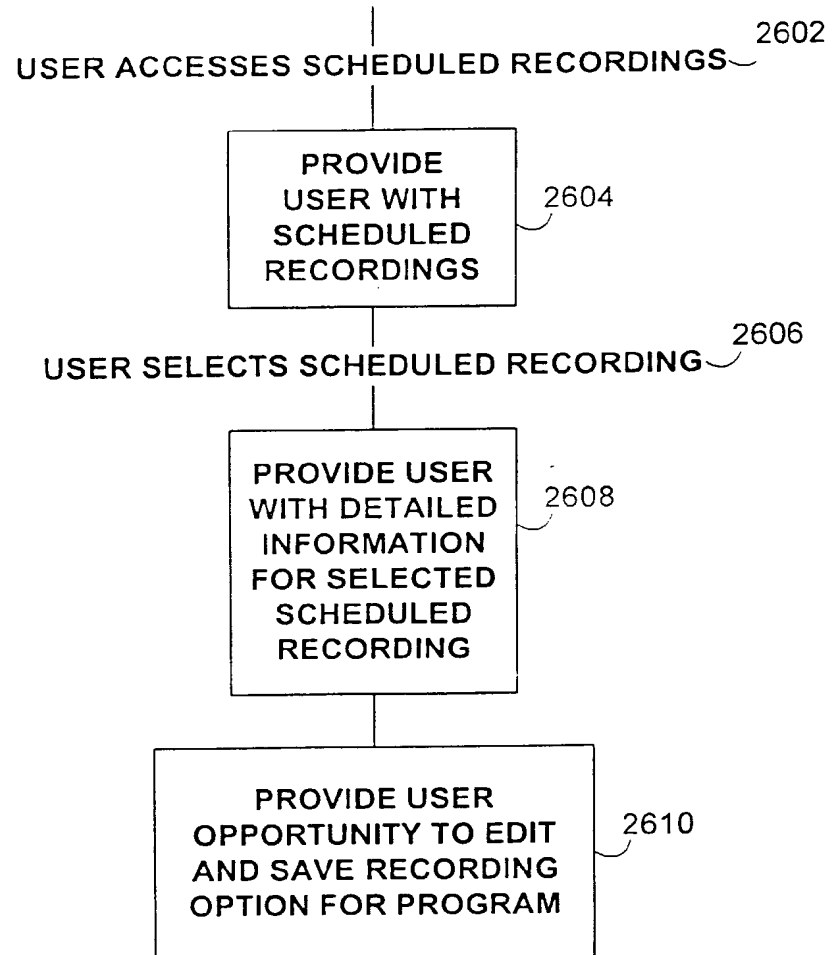 2602
USER ACCESSES SCHEDULED RECORDINGS
PROVIDE
USER WITH
SCHEDULED
RECORDINGS
2604
2606
USER SELECTS SCHEDULED RECORDING
PROVIDE USER
WITH DETAILED
INFORMATION
FOR SELECTED
SCHEDULED
RECORDING
2608
PROVIDE USER
OPPORTUNITY TO EDIT
AND SAVE RECORDING
OPTION FOR PROGRAM
2610